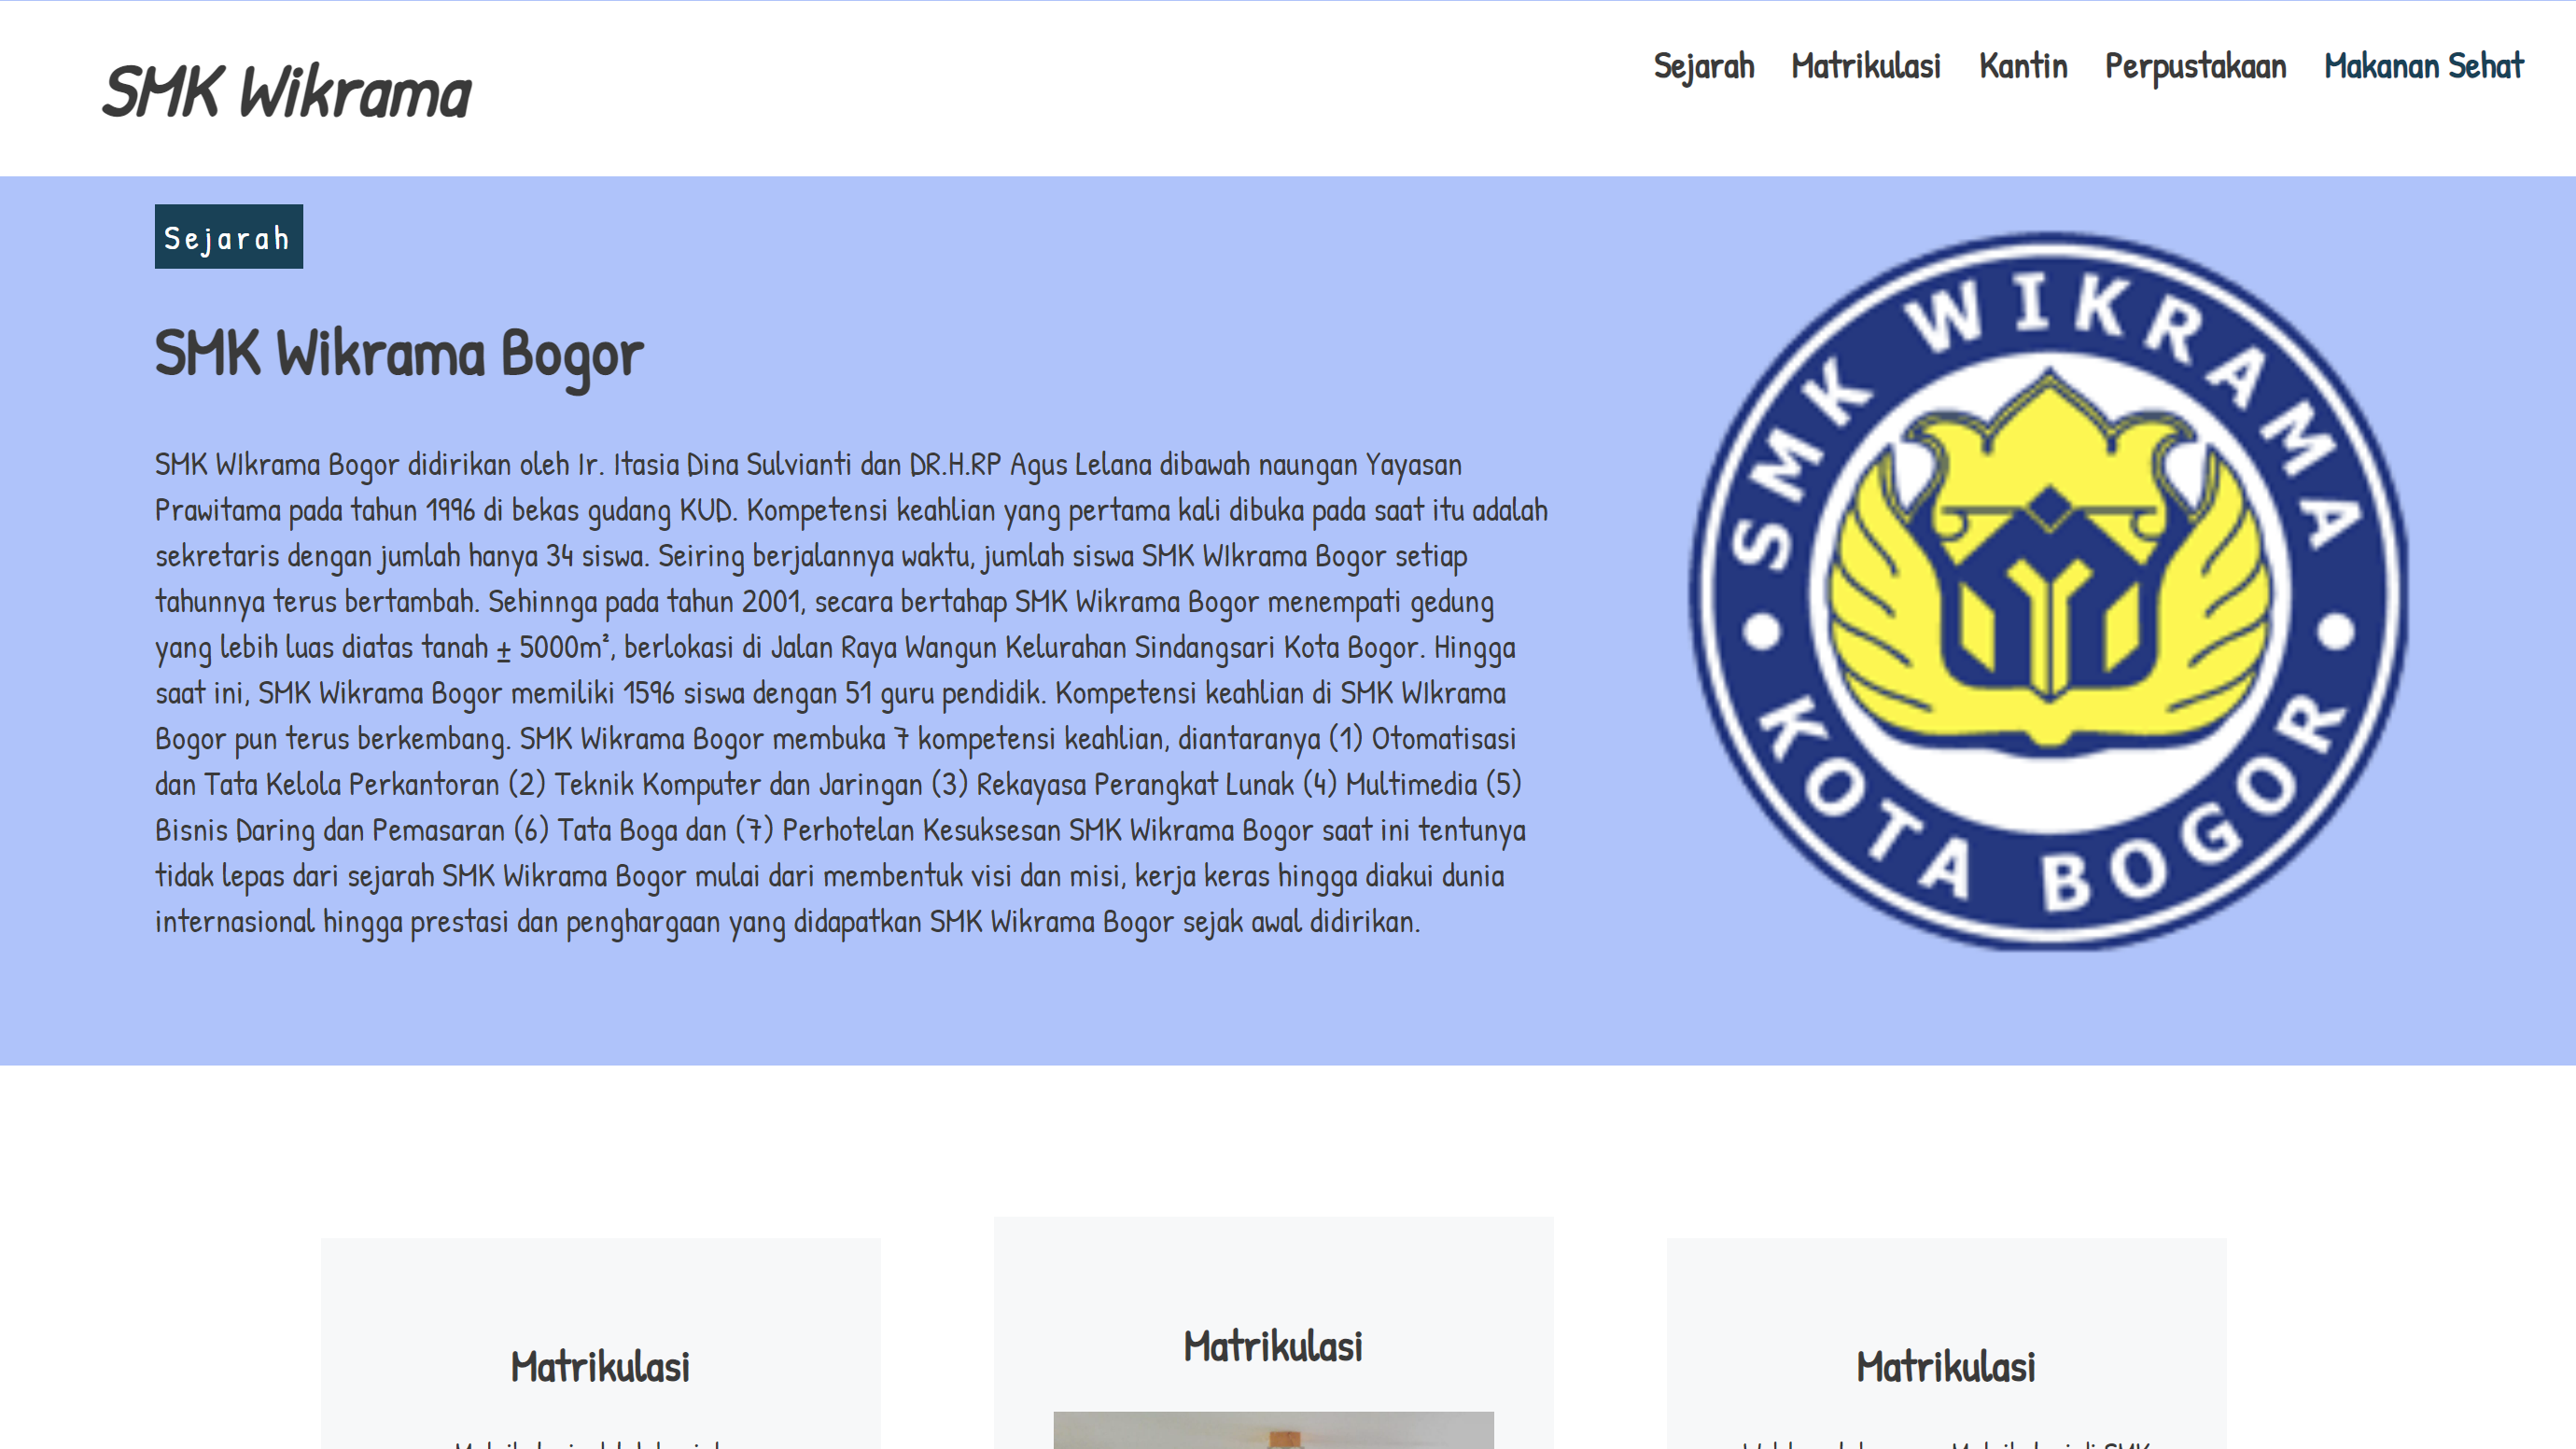 SMK Wikrama
Sejarah Matrikulasi Kantin Perpustakaan Makanan Sehat
Sejarah
SMK Wikrama Bogor
SMK WIkrama Bogor didirikan oleh Ir. Itasia Dina Sulvianti dan DR.H.RP Agus Lelana dibawah naungan Yayasan
Prawitama pada tahun 1996 di bekas gudang KUD. Kompetensi keahlian yang pertama kali dibuka pada saat itu adalah
sekretaris dengan jumlah hanya 34 siswa. Seiring berjalannya waktu, jumlah siswa SMK WIkrama Bogor setiap
tahunnya terus bertambah. Sehinnga pada tahun 2001, secara bertahap SMK Wikrama Bogor menempati gedung
yang lebih luas diatas tanah ± 5000m², berlokasi di Jalan Raya Wangun Kelurahan Sindangsari Kota Bogor. Hingga
saat ini, SMK Wikrama Bogor memiliki 1596 siswa dengan 51 guru pendidik. Kompetensi keahlian di SMK WIkrama
Bogor pun terus berkembang. SMK Wikrama Bogor membuka 7 kompetensi keahlian, diantaranya (1) Otomatisasi
dan Tata Kelola Perkantoran (2) Teknik Komputer dan Jaringan (3) Rekayasa Perangkat Lunak (4) Multimedia (5)
Bisnis Daring dan Pemasaran (6) Tata Boga dan (7) Perhotelan Kesuksesan SMK Wikrama Bogor saat ini tentunya
tidak lepas dari sejarah SMK Wikrama Bogor mulai dari membentuk visi dan misi, kerja keras hingga diakui dunia
internasional hingga prestasi dan penghargaan yang didapatkan SMK Wikrama Bogor sejak awal didirikan.
SMK WIKRAMA
KOTA BOGOR
Matrikulasi
Matrikulasi
Matrikulasi